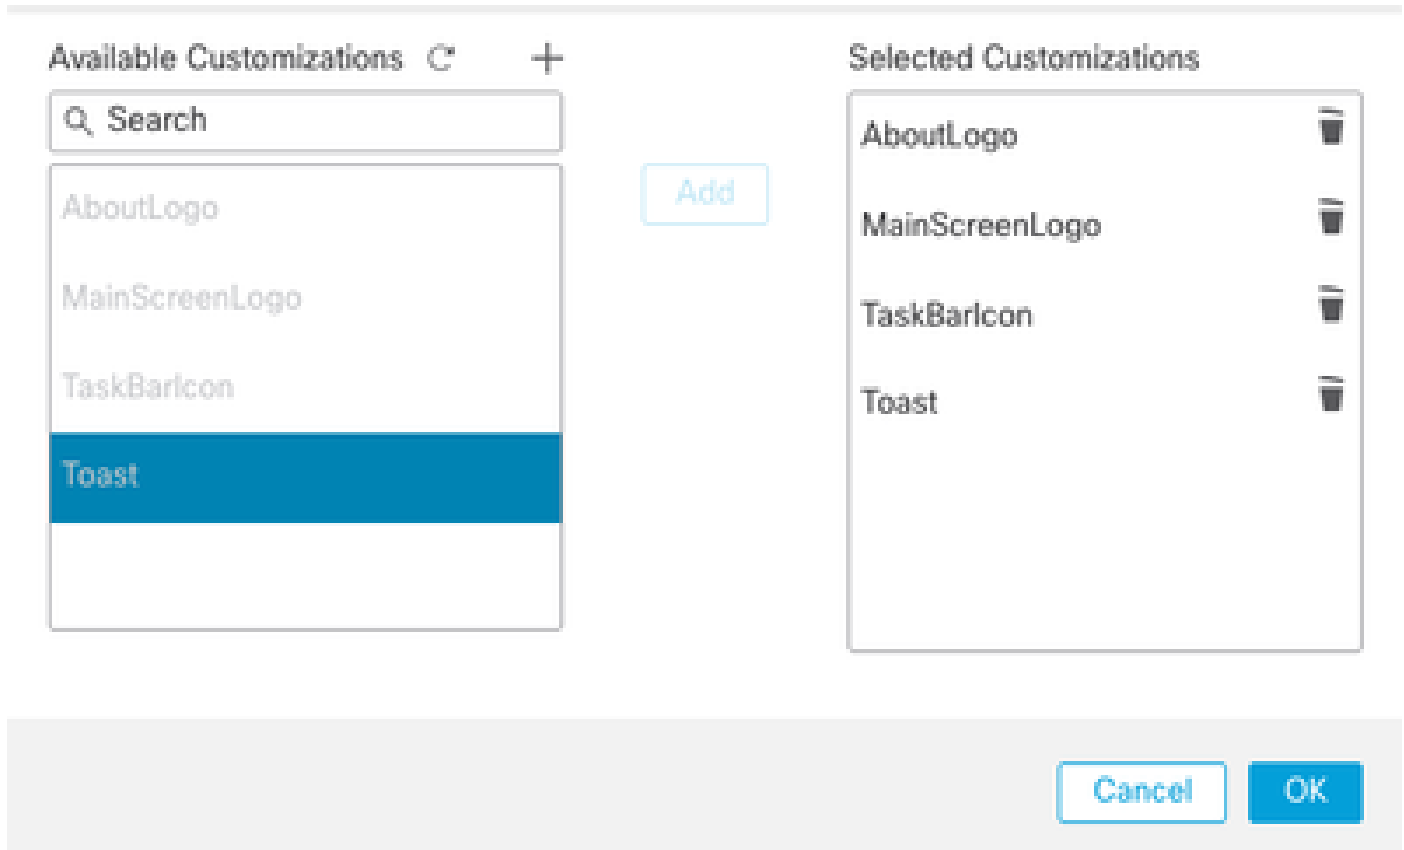 Available Customizations
Search
AboutLogo
MainScreenLogo
TaskBarIcon
Toast
Add
Selected Customizations
AboutLogo
MainScreenLogo
TaskBarIcon
Toast
Cancel
OK